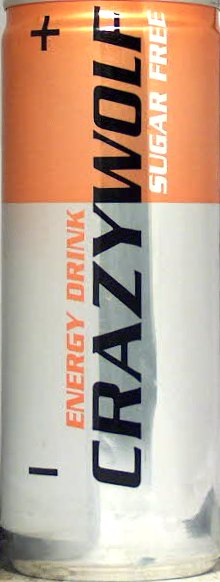 +
ENERGY DRINK
CRAZYWOLF
SUGAR FREE
-